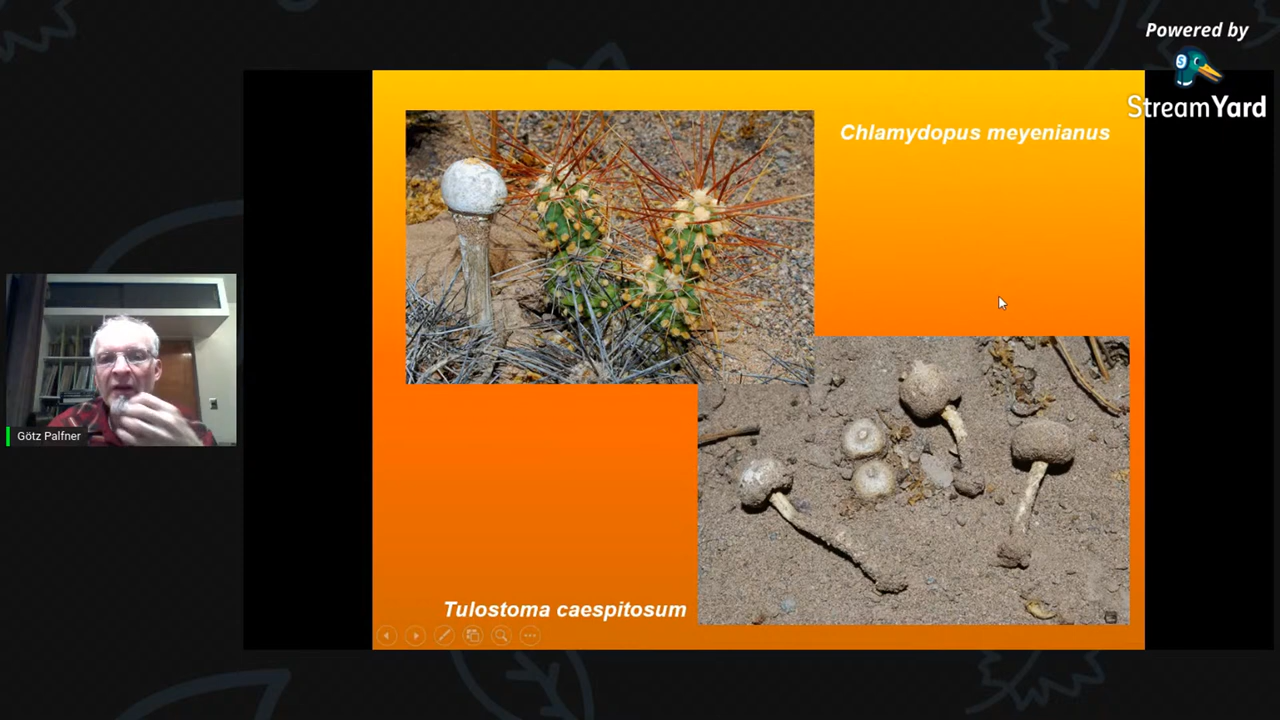 Powered by
StreamYard
Chlamydopus meyenianus
Götz Palfner
Tulostoma caespitosum